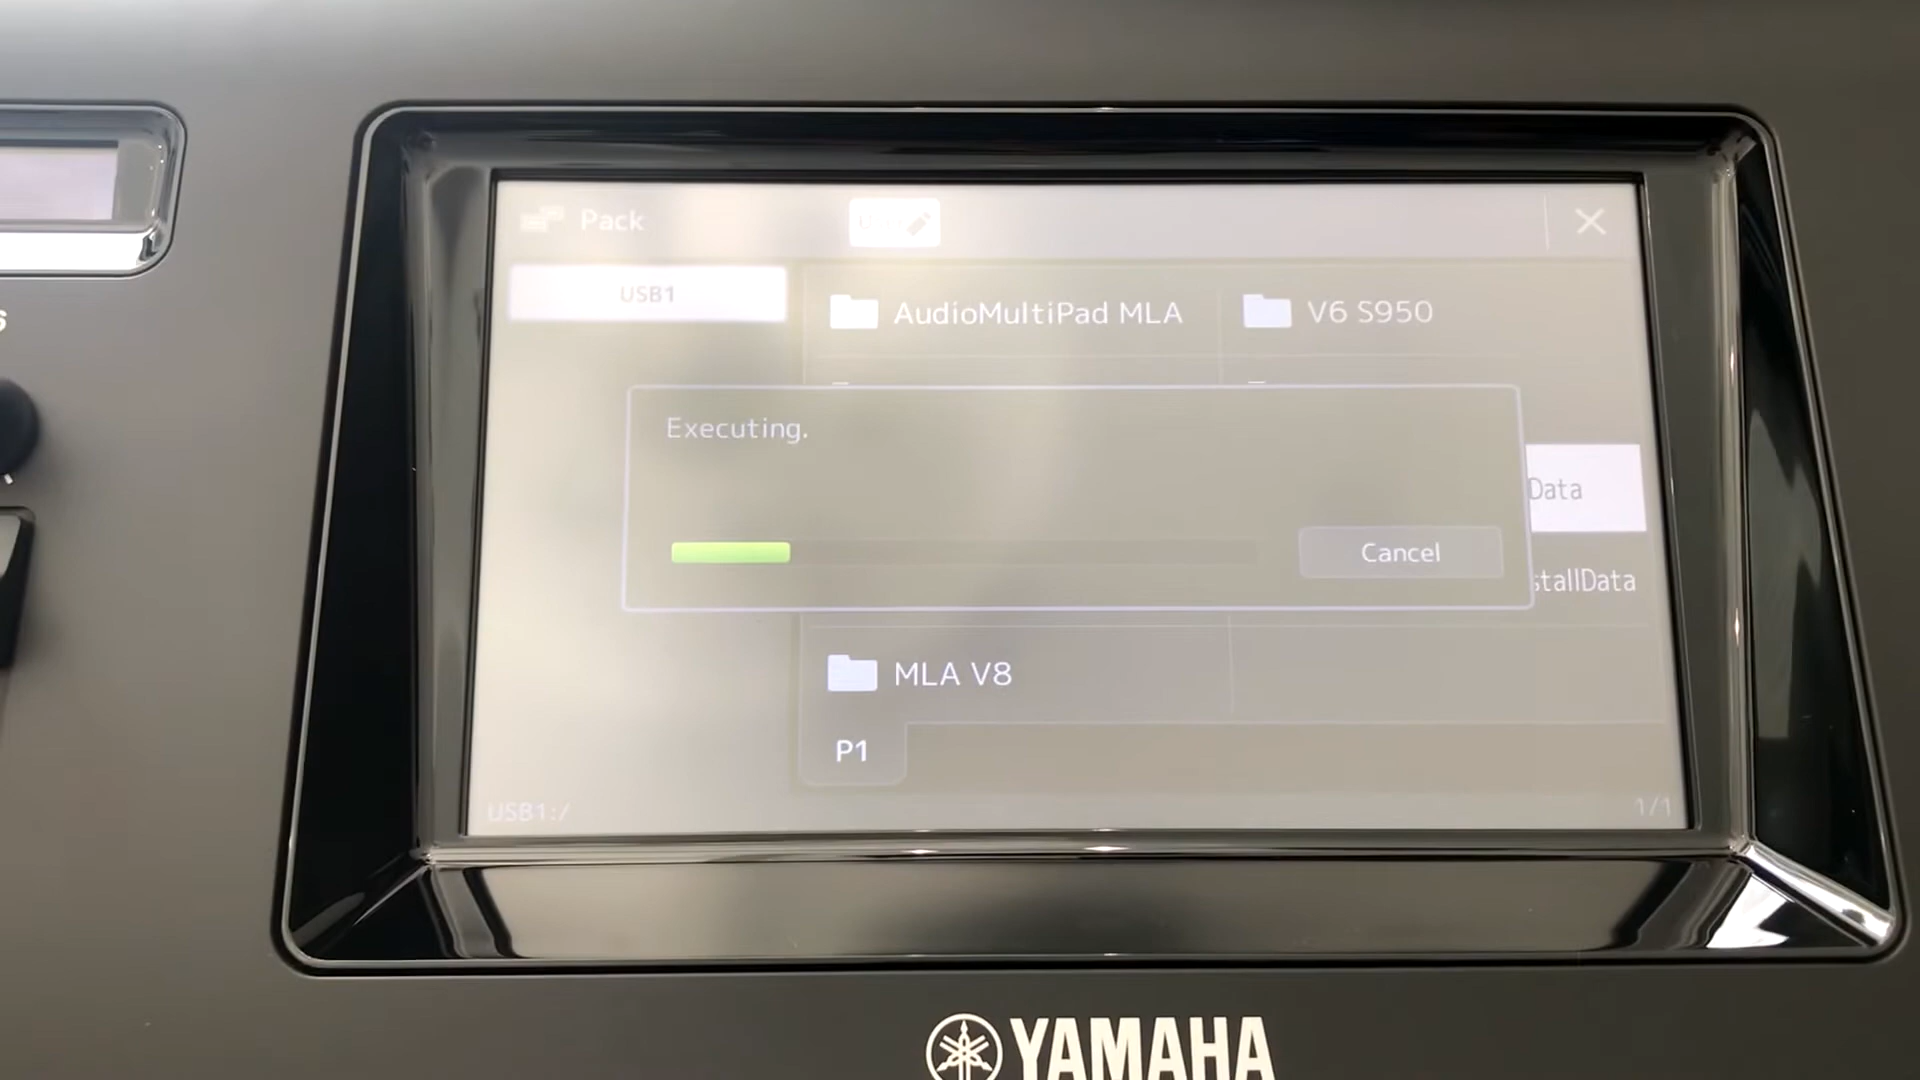 Pack
USB1
AudioMultiPad MLA
V6 S950
Executing.
Data
Cancel
stallData
MLA V8
P1
USB1:/
1/1
YAMAHA